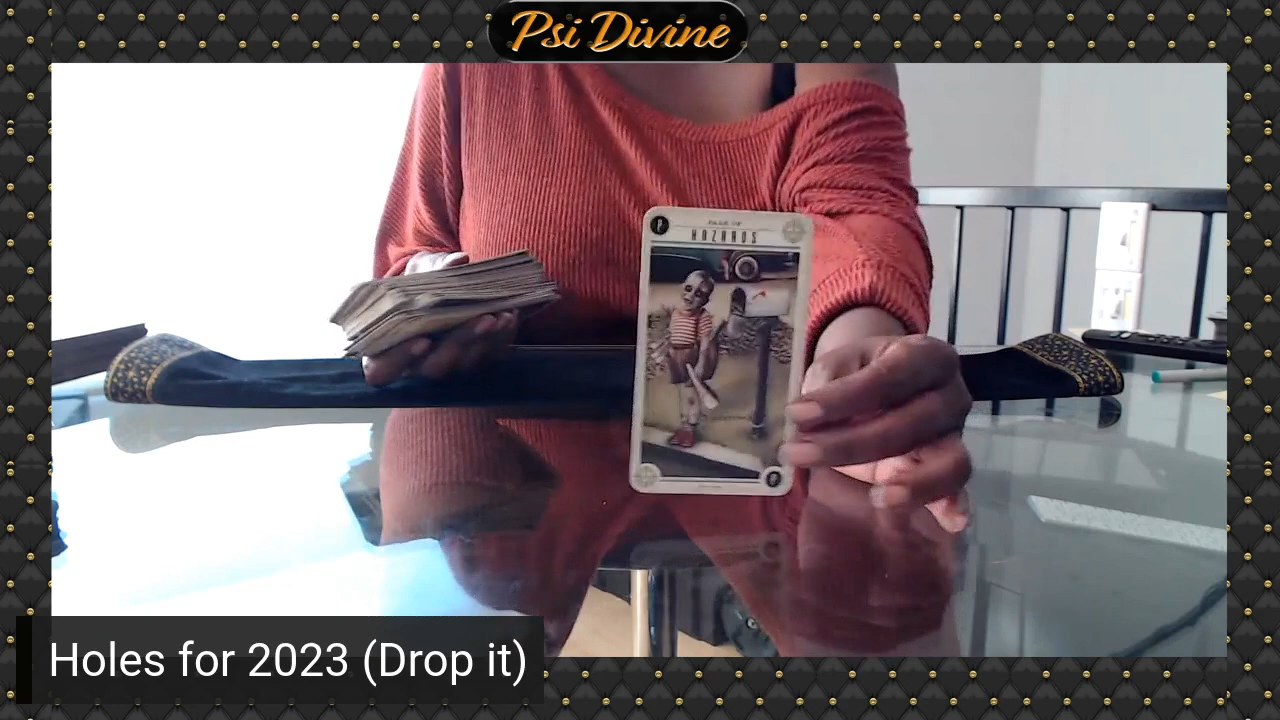 Psi Divine
PAGE OF
HAZARDS
P
P
Holes for 2023 (Drop it)